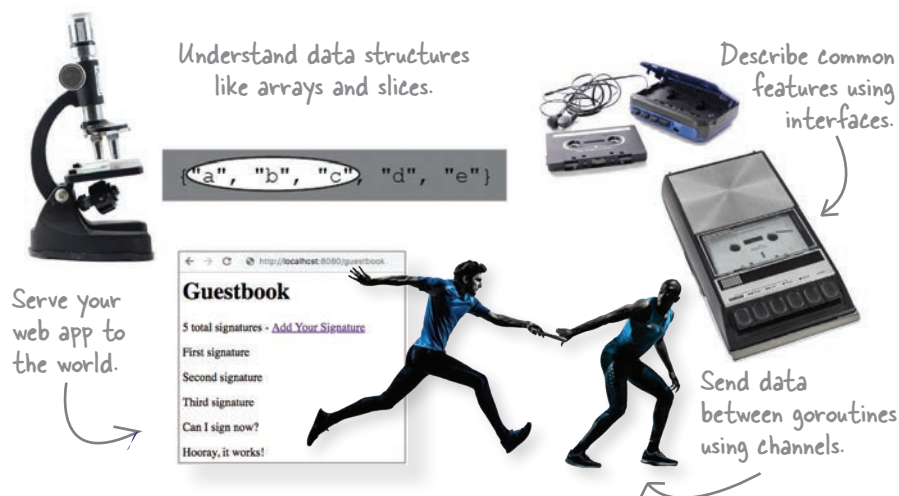 Understand data structures
like arrays and slices.
Describe common
features using
interfaces.
{"a", "b", "c", "d", "e"}
http://localhost:8080/guestbook
Guestbook
5 total signatures - Add Your Signature
First signature
Second signature
Third signature
Can I sign now?
Hooray, it works!
Serve your
web app to
the world.
Send data
between goroutines
using channels.